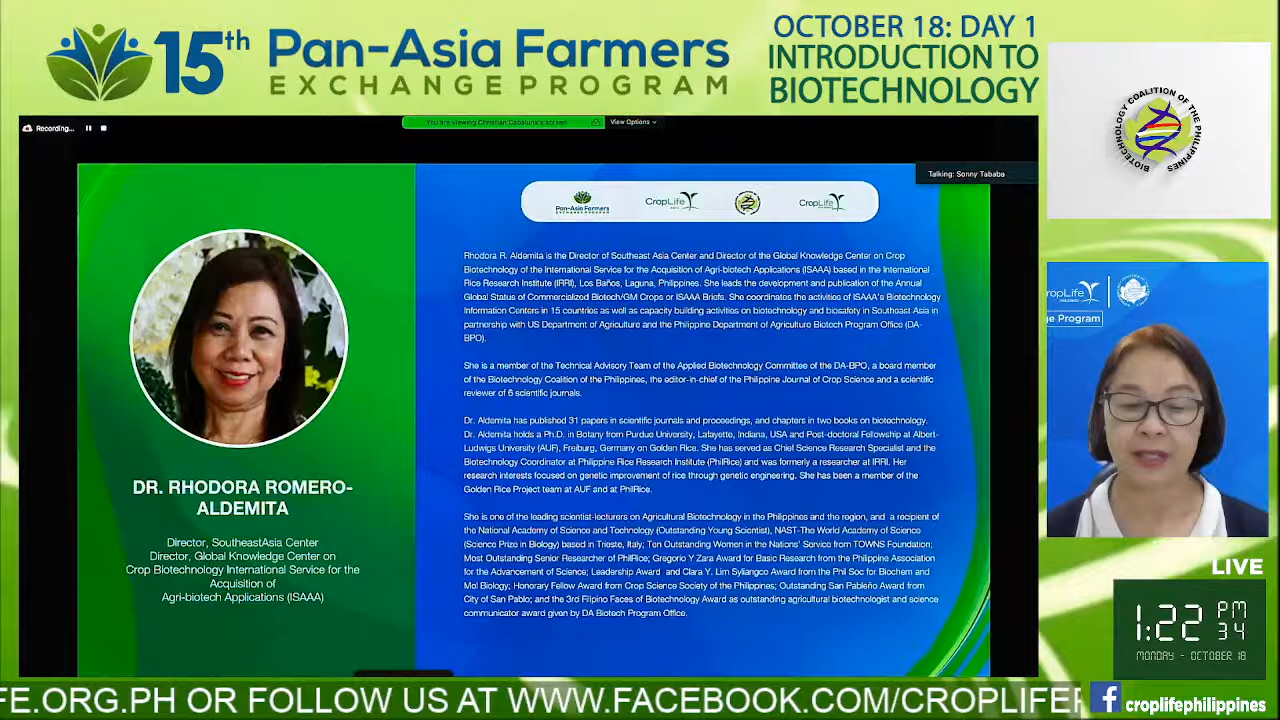 15th Pan-Asia Farmers
EXCHANGE PROGRAM
OCTOBER 18: DAY 1
INTRODUCTION TO
BIOTECHNOLOGY
BIOTECHNOLOGY COALITION OF THE PHILIPPINES
Recording...
You are viewing Christian Cabaluna's screen
View Options
Talking: Sonny Tababa
Pan-Asia Farmers
EXCHANGE PROGRAM
CropLife
ASIA
CropLife
Rhodora R. Aldemita is the Director of Southeast Asia Center and Director of the Global Knowledge Center on Crop
Biotechnology of the International Service for the Acquisition of Agri-biotech Applications (ISAAA) based in the International
Rice Research Institute (IRRI), Los Baños, Laguna, Philippines. She leads the development and publication of the Annual
Global Status of Commercialized Biotech/GM Crops or ISAAA Briefs. She coordinates the activities of ISAAA's Biotechnology
Information Centers in 15 countries as well as capacity building activities on biotechnology and biosafety in Southeast Asia in
partnership with US Department of Agriculture and the Philippine Department of Agriculture Biotech Program Office (DA-
BPO).
She is a member of the Technical Advisory Team of the Applied Biotechnology Committee of the DA-BPO, a board member
of the Biotechnology Coalition of the Philippines, the editor-in-chief of the Philippine Journal of Crop Science and a scientific
reviewer of 6 scientific journals.
Dr. Aldemita has published 31 papers in scientific journals and proceedings, and chapters in two books on biotechnology.
Dr. Aldemita holds a Ph.D. in Botany from Purdue University, Lafayette, Indiana, USA and Post-doctoral Fellowship at Albert-
Ludwigs University (AUF), Freiburg, Germany on Golden Rice. She has served as Chief Science Research Specialist and the
Biotechnology Coordinator at Philippine Rice Research Institute (PhilRice) and was formerly a researcher at IRRI. Her
research interests focused on genetic improvement of rice through genetic engineering. She has been a member of the
Golden Rice Project team at AUF and at PhilRice.
She is one of the leading scientist-lecturers on Agricultural Biotechnology in the Philippines and the region, and a recipient of
the National Academy of Science and Technology (Outstanding Young Scientist), NAST-The World Academy of Science
(Science Prize in Biology) based in Trieste, Italy; Ten Outstanding Women in the Nations' Service from TOWNS Foundation;
Most Outstanding Senior Researcher of PhilRice; Gregorio Y Zara Award for Basic Research from the Philippine Association
for the Advancement of Science; Leadership Award and Clara Y. Lim Syliangco Award from the Phil Soc for Biochem and
Mol Biology; Honorary Fellow Award from Crop Science Society of the Philippines; Outstanding San Pableño Award from
City of San Pablo; and the 3rd Filipino Faces of Biotechnology Award as outstanding agricultural biotechnologist and science
communicator award given by DA Biotech Program Office.
DR. RHODORA ROMERO-
ALDEMITA
Director, SoutheastAsia Center
Director, Global Knowledge Center on
Crop Biotechnology International Service for the
Acquisition of
Agri-biotech Applications (ISAAA)
ropLife
PHILIPPINES
ge Program
LIVE
1:22 PM
34
MONDAY - OCTOBER 18
FE.ORG.PH OR FOLLOW US AT WWW.FACEBOOK.COM/CROPLIFEP
f croplifephilippines